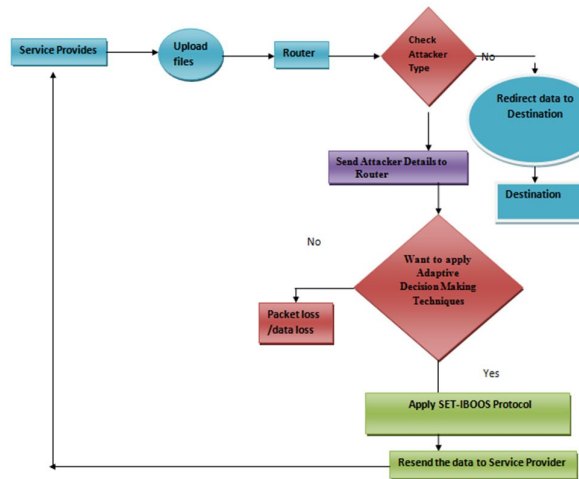 Service Provides
Upload
files
Router
Check
Attacker
Type
No
Redirect data to
Destination
Send Attacker Details to
Router
Destination
No
Want to apply
Adaptive
Decision Making
Techniques
Packet loss
/data loss
Yes
Apply SET-IBOOS Protocol
Resend the data to Service Provider